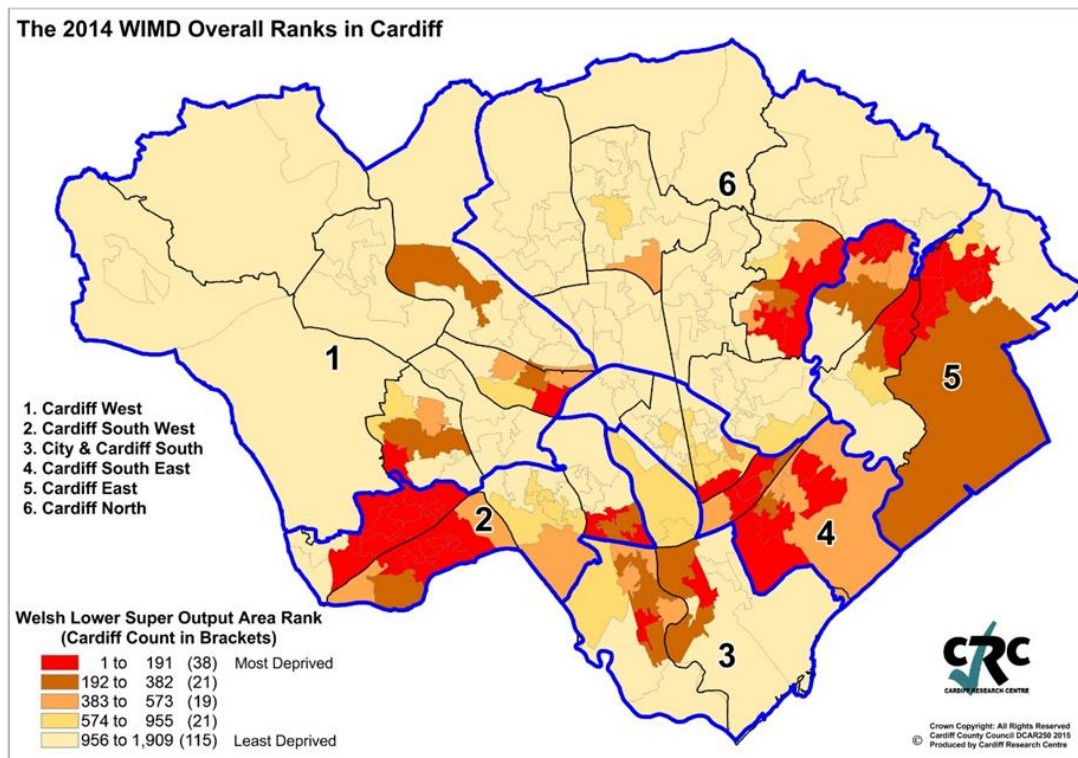 The 2014 WIMD Overall Ranks in Cardiff
6
1
5
1. Cardiff West
2. Cardiff South West
3. City & Cardiff South
4. Cardiff South East
5. Cardiff East
6. Cardiff North
2
4
3
Welsh Lower Super Output Area Rank
(Cardiff Count in Brackets)
1 to 191 (38) Most Deprived
192 to 382 (21)
383 to 573 (19)
574 to 955 (21)
956 to 1,909 (115) Least Deprived
CRC
CARDIFF RESEARCH CENTRE
Crown Copyright: All Rights Reserved
Cardiff County Council DCAR250 2015
© Produced by Cardiff Research Centre